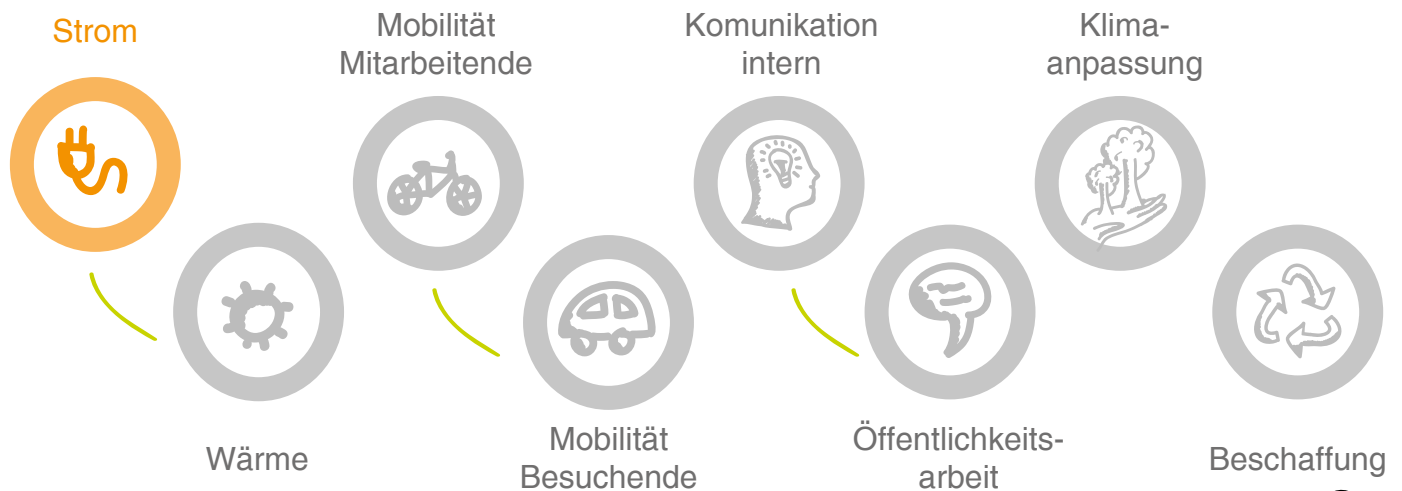 Strom
Mobilität
Mitarbeitende
Komunikation
intern
Klima-
anpassung
Wärme
Mobilität
Besuchende
Öffentlichkeits-
arbeit
Beschaffung